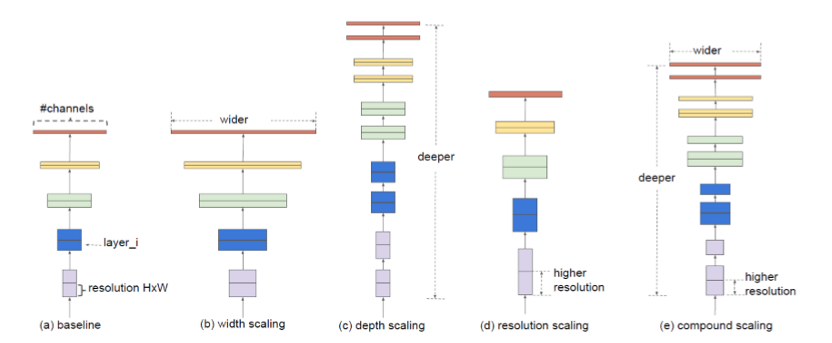 #channels
layer_i
resolution HxW
(a) baseline
wider
(b) width scaling
deeper
(c) depth scaling
higher
resolution
(d) resolution scaling
wider
deeper
higher
resolution
(e) compound scaling